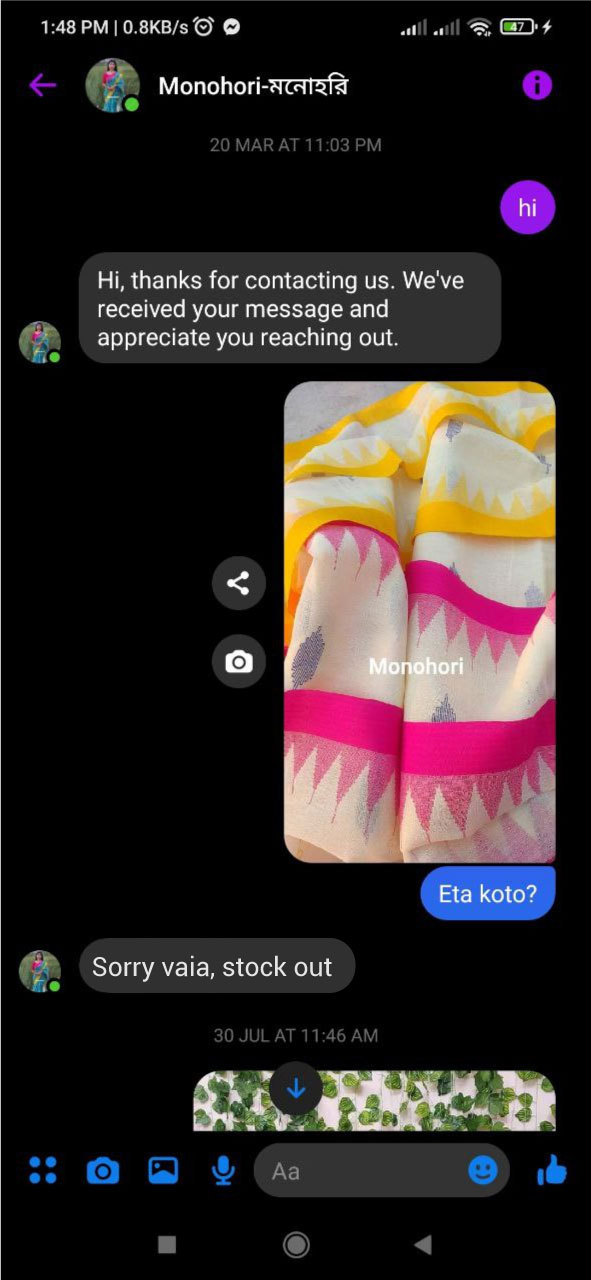 1:48 PM | 0.8KB/s
47
Monohori-মনোহরি
20 MAR AT 11:03 PM
hi
Hi, thanks for contacting us. We've
received your message and
appreciate you reaching out.
Monohori
Eta koto?
Sorry vaia, stock out
30 JUL AT 11:46 AM
Aa